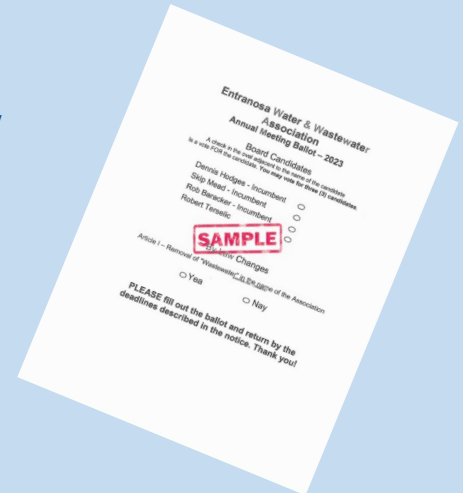 Entranosa Water & Wastewater
Association
Annual Meeting Ballot – 2023
Board Candidates
A check in the oval adjacent to the name of the candidate
is a vote FOR the candidate. You may vote for three (3) candidates.
Dennis Hodges - Incumbent
Skip Mead - Incumbent
Rob Baracker - Incumbent
Robert Terselic
SAMPLE
By-Law Changes
Article I – Removal of "Wastewater" in the name of the Association
Yea
Nay
PLEASE fill out the ballot and return by the
deadlines described in the notice. Thank you!